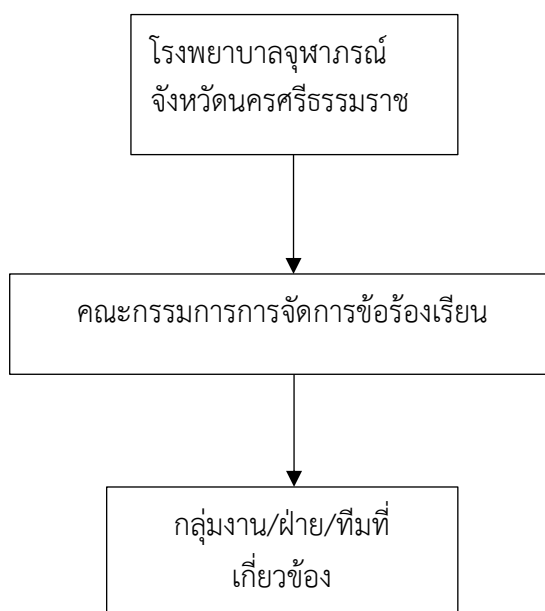 โรงพยาบาลจุฬาภรณ์
จังหวัดนครศรีธรรมราช
คณะกรรมการการจัดการข้อร้องเรียน
กลุ่มงาน/ฝ่าย/ทีมที่
เกี่ยวข้อง